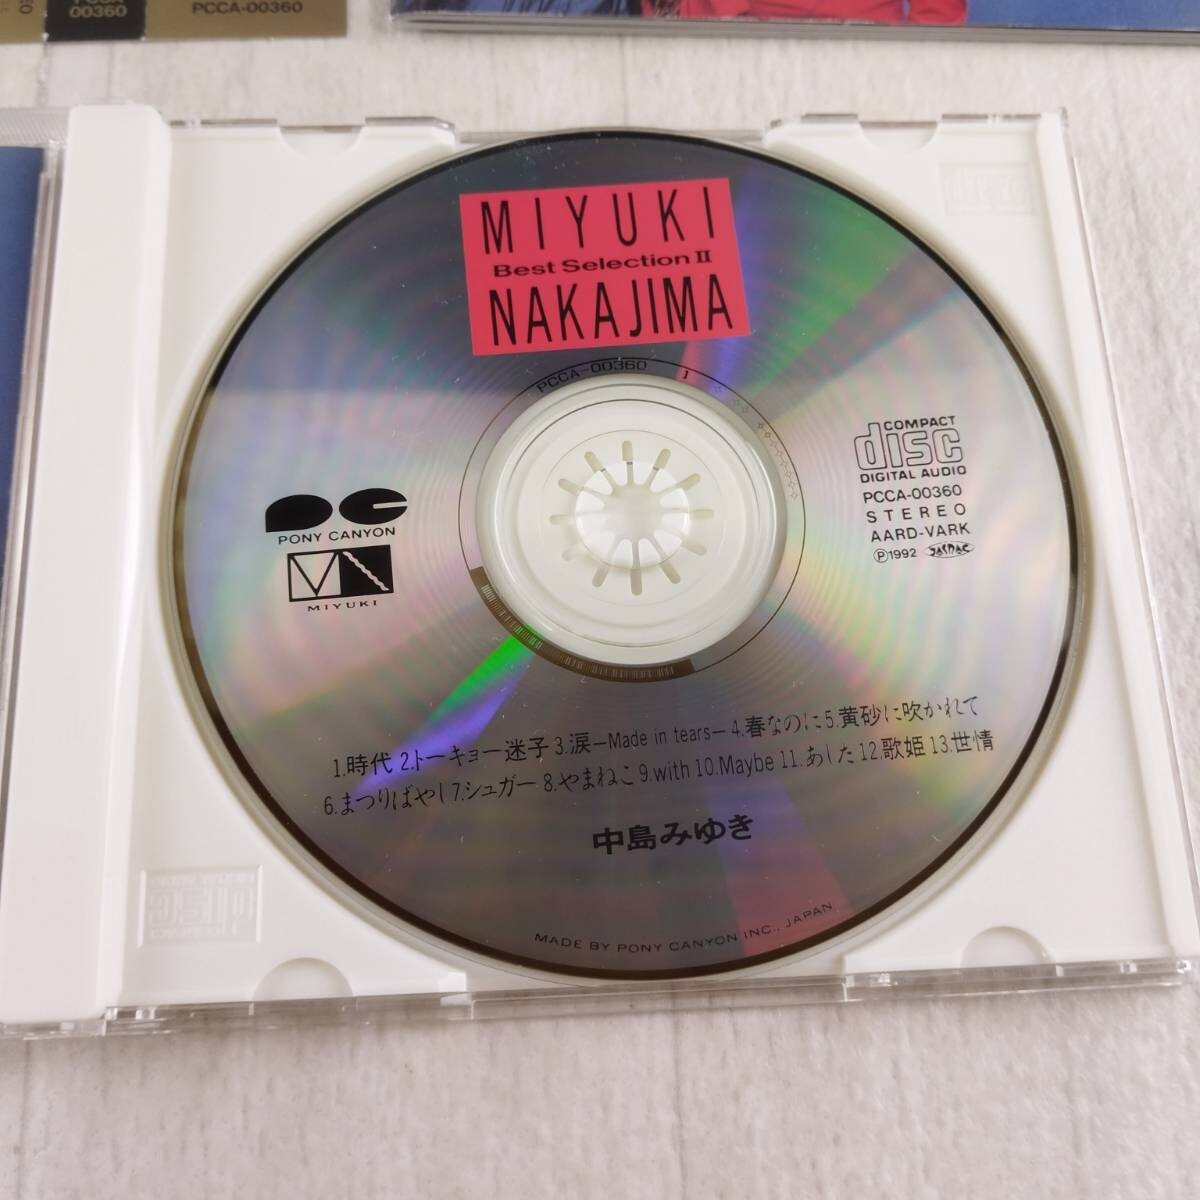 PCCA
00360
PCCA-00360
MIYUKI
Best Selection II
NAKAJIMA
PCCA-00360 1
COMPACT
disc
DIGITAL AUDIO
PCCA-00360
STEREO
AARD-VARK
Ⓟ1992 JASRAC
PONY CANYON
MIYUKI
1.時代 2.トーキョー迷子 3.涙−Made in tears− 4.春なのに 5.黄砂に吹かれて
6.まつりばやし 7.シュガー 8.やまねこ 9.with 10.Maybe 11.あした 12.歌姫 13.世情
中島みゆき
MADE BY PONY CANYON INC., JAPAN